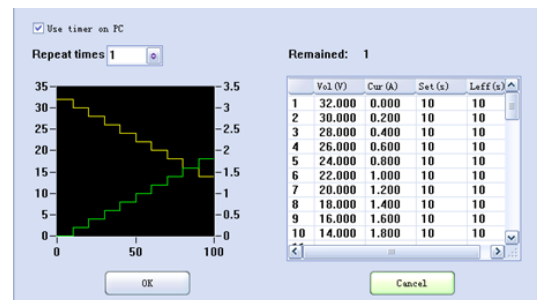 Use timer on PC
Repeat times 1
Remained: 1
35 3.5
30 3
25 2.5
20 2
15 1.5
10 1
5 0.5
0 0
0 50 100
Vol(V) Cur(A) Set(s) Leff(s)
1 32.000 0.000 10 10
2 30.000 0.200 10 10
3 28.000 0.400 10 10
4 26.000 0.600 10 10
5 24.000 0.800 10 10
6 22.000 1.000 10 10
7 20.000 1.200 10 10
8 18.000 1.400 10 10
9 16.000 1.600 10 10
10 14.000 1.800 10 10
OK
Cancel